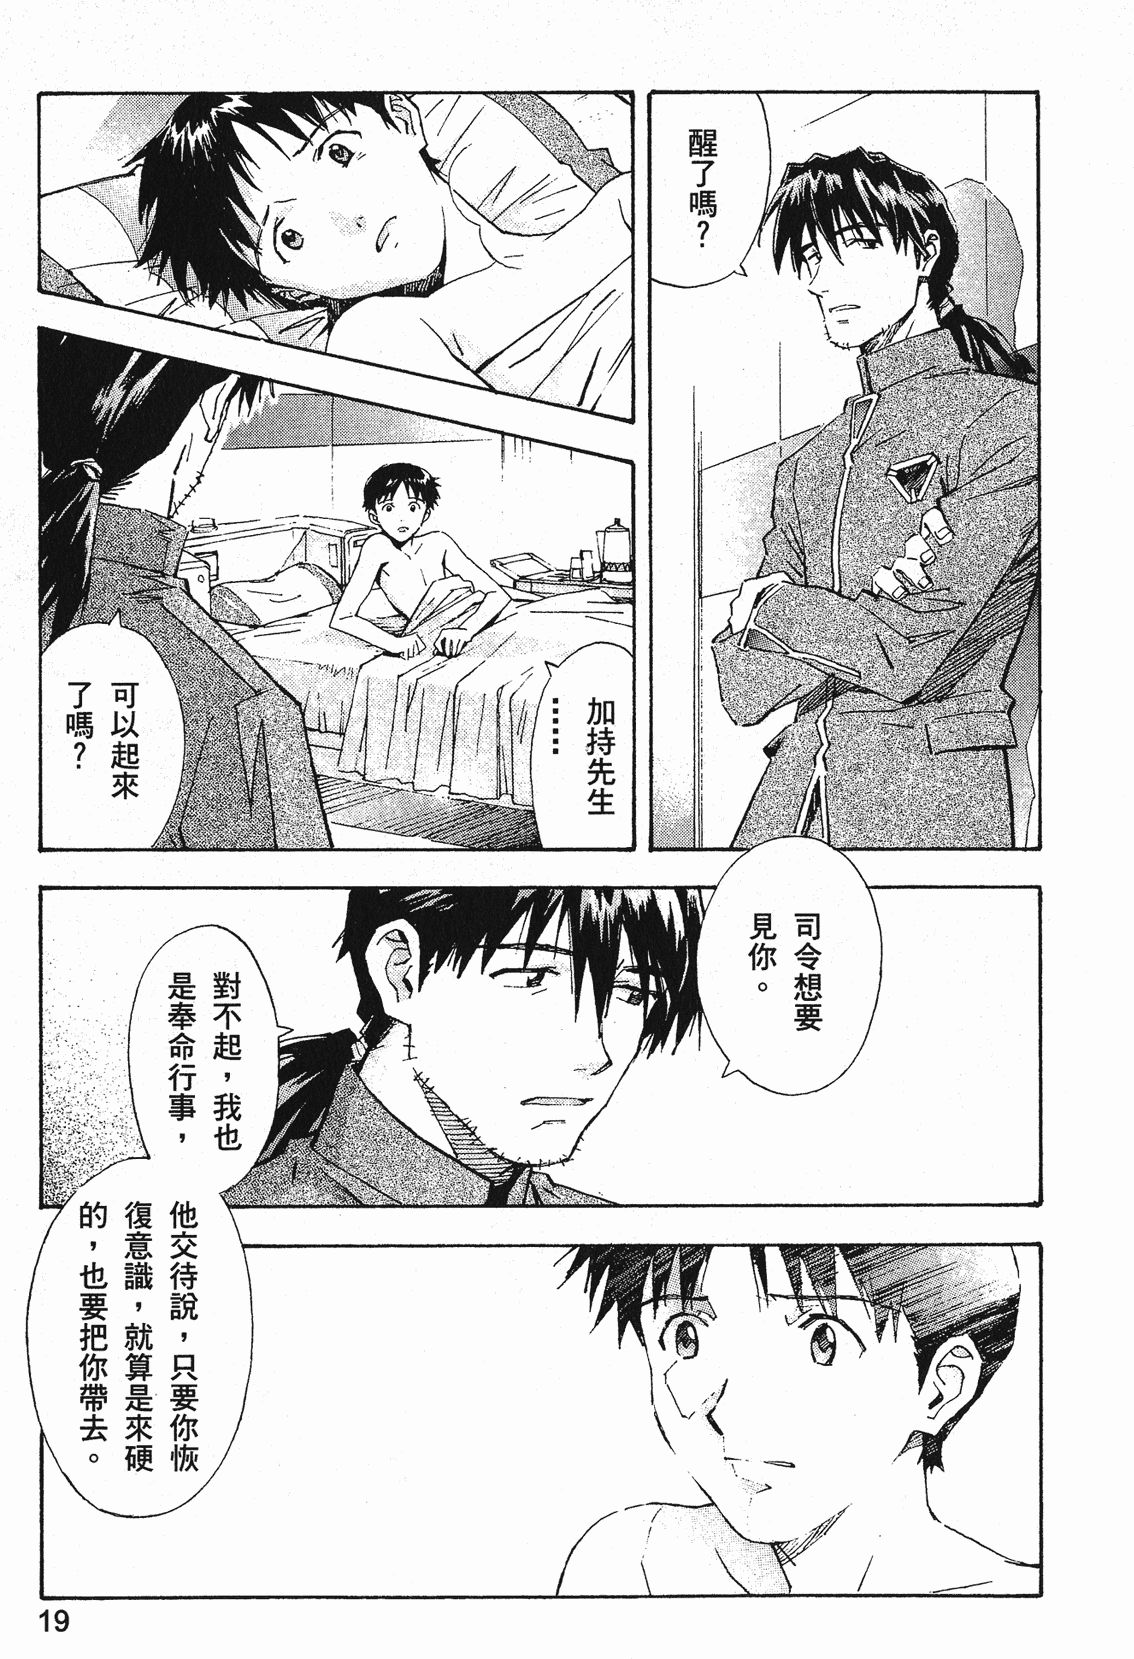 醒了嗎？
加持先生
⋯⋯
可以起來
了嗎？
司令想要
見你。
對不起，我也
是奉命行事，
他交待說，只要你恢
復意識，就算是來硬
的，也要把你帶去。
19